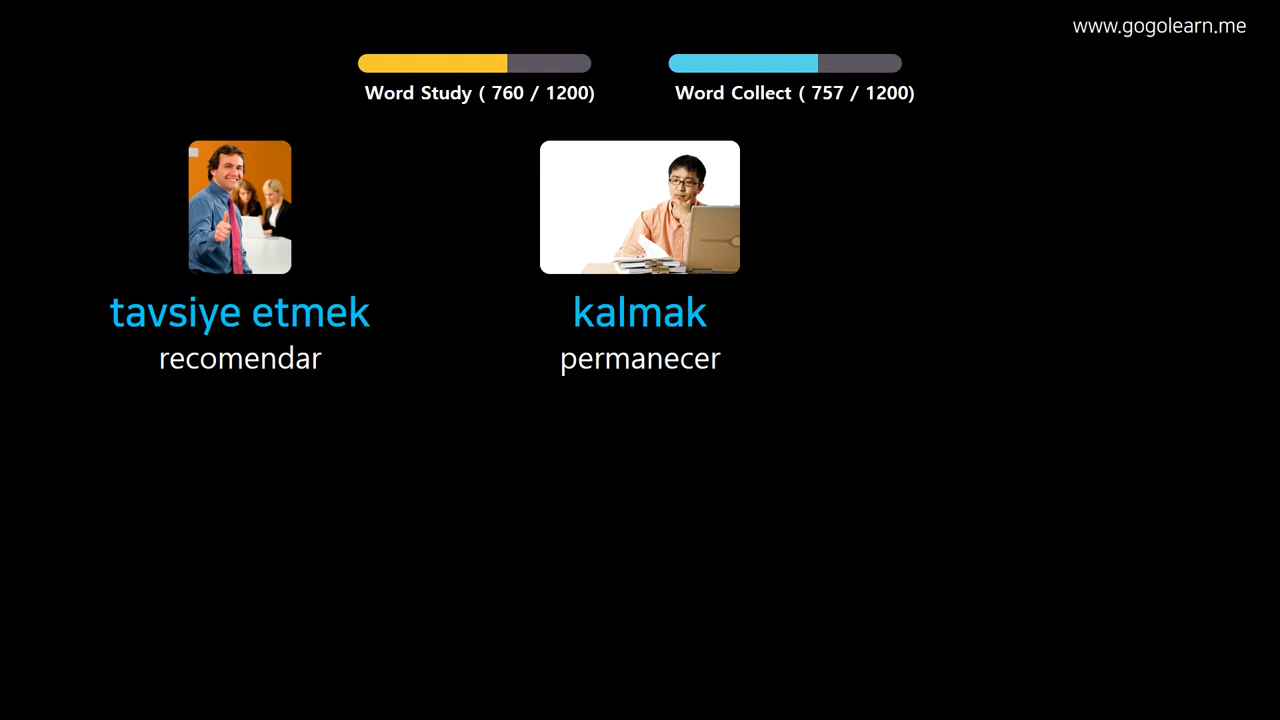 www.gogolearn.me
Word Study ( 760 / 1200)
Word Collect ( 757 / 1200)
tavsiye etmek
recomendar
kalmak
permanecer